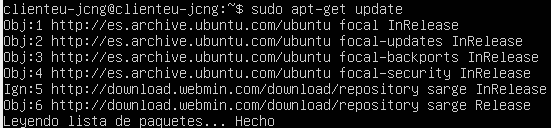 clienteu-jcng@clienteu-jcng:~$ sudo apt-get update
Obj:1 http://es.archive.ubuntu.com/ubuntu focal InRelease
Obj:2 http://es.archive.ubuntu.com/ubuntu focal-updates InRelease
Obj:3 http://es.archive.ubuntu.com/ubuntu focal-backports InRelease
Obj:4 http://es.archive.ubuntu.com/ubuntu focal-security InRelease
Ign:5 http://download.webmin.com/download/repository sarge InRelease
Obj:6 http://download.webmin.com/download/repository sarge Release
Leyendo lista de paquetes... Hecho